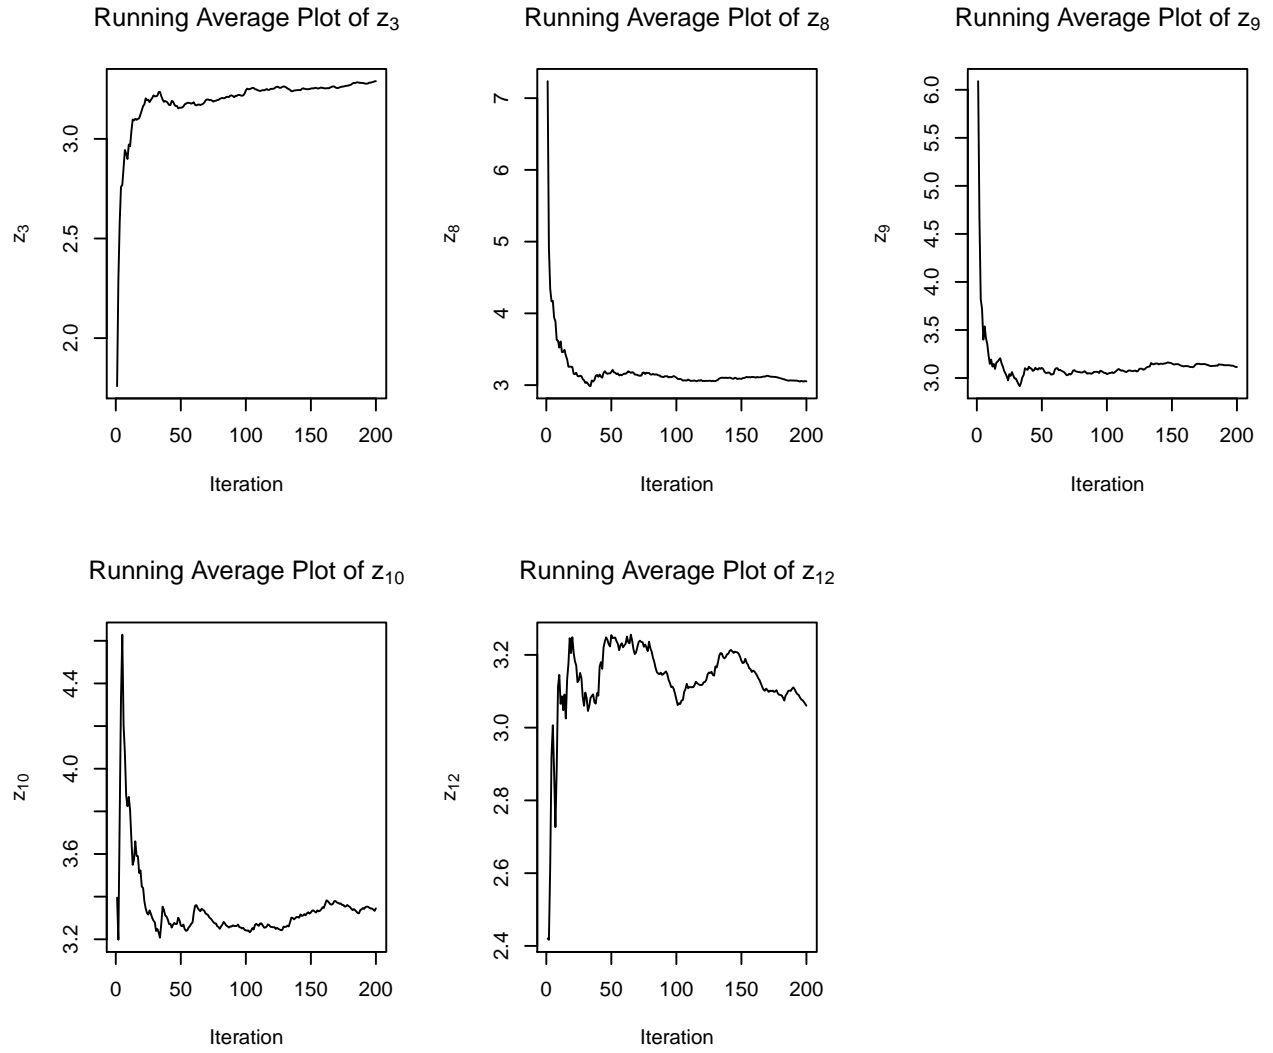 Running Average Plot of z3
z3
3.0
2.5
2.0
0 50 100 150 200
Iteration
Running Average Plot of z8
z8
7
6
5
4
3
0 50 100 150 200
Iteration
Running Average Plot of z9
z9
6.0
5.5
5.0
4.5
4.0
3.5
3.0
0 50 100 150 200
Iteration
Running Average Plot of z10
z10
4.4
4.0
3.6
3.2
0 50 100 150 200
Iteration
Running Average Plot of z12
z12
3.2
3.0
2.8
2.6
2.4
0 50 100 150 200
Iteration